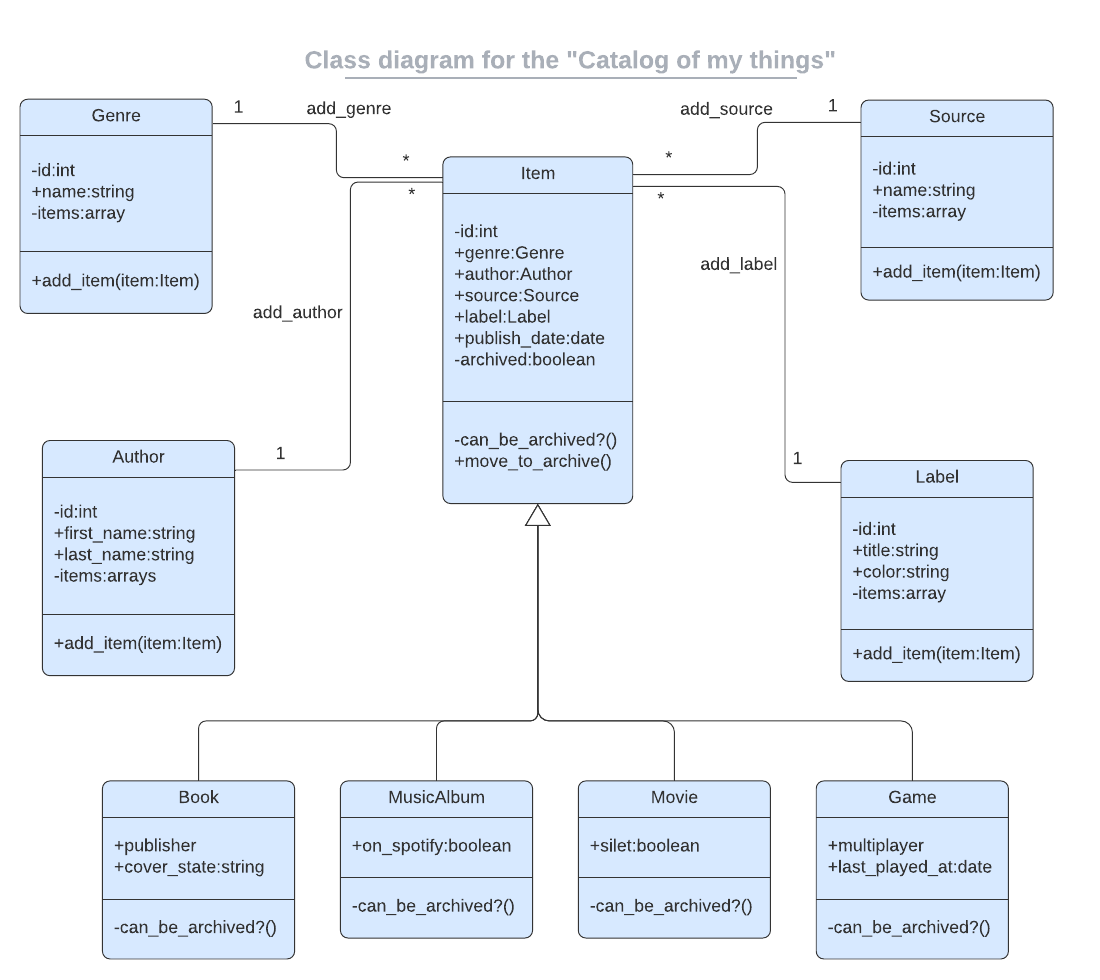 Class diagram for the "Catalog of my things"
1
add_genre
*
add_source
1
*
Genre
-id:int
+name:string
-items:array
+add_item(item:Item)
Source
-id:int
+name:string
-items:array
+add_item(item:Item)
Item
-id:int
+genre:Genre
+author:Author
+source:Source
+label:Label
+publish_date:date
-archived:boolean
-can_be_archived?()
+move_to_archive()
*
add_author
1
*
add_label
1
Author
-id:int
+first_name:string
+last_name:string
-items:arrays
+add_item(item:Item)
Label
-id:int
+title:string
+color:string
-items:array
+add_item(item:Item)
Book
+publisher
+cover_state:string
-can_be_archived?()
MusicAlbum
+on_spotify:boolean
-can_be_archived?()
Movie
+silet:boolean
-can_be_archived?()
Game
+multiplayer
+last_played_at:date
-can_be_archived?()